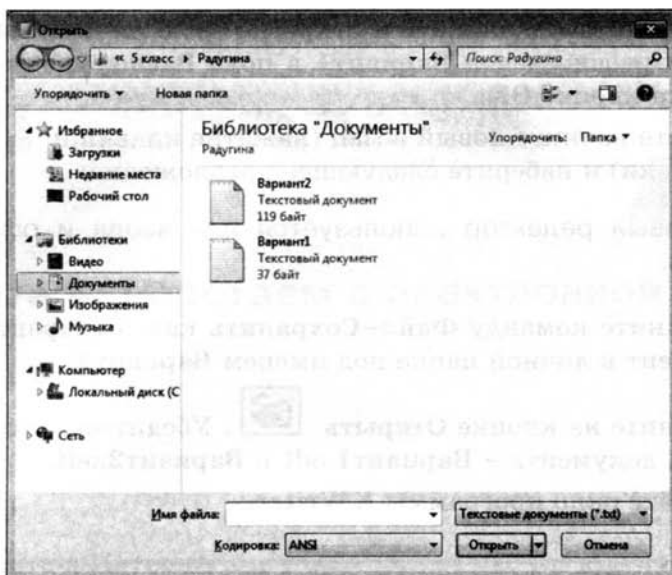 Открыть
« 5 класс ▸ Радугина
Поиск: Радугина
Упорядочить
Новая папка
Избранное
Загрузки
Недавние места
Рабочий стол
Библиотеки
Видео
Документы
Изображения
Музыка
Компьютер
Локальный диск (C
Сеть
Библиотека "Документы"
Радугина
Упорядочить: Папка
Вариант2
Текстовый документ
119 байт
Вариант1
Текстовый документ
37 байт
Имя файла:
Текстовые документы (*.txt)
Кодировка: ANSI
Открыть
Отмена